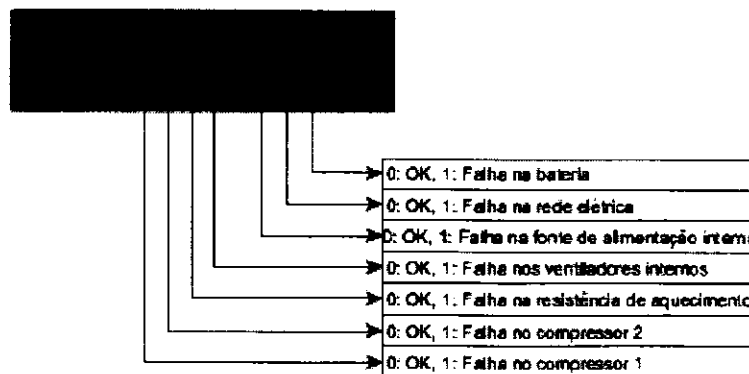 0: OK, 1: Falha na bateria
0: OK, 1: Falha na rede elétrica
0: OK, 1: Falha na fonte de alimentação interna
0: OK, 1: Falha nos ventiladores internos
0: OK, 1: Falha na resistência de aquecimento
0: OK, 1: Falha no compressor 2
0: OK, 1: Falha no compressor 1